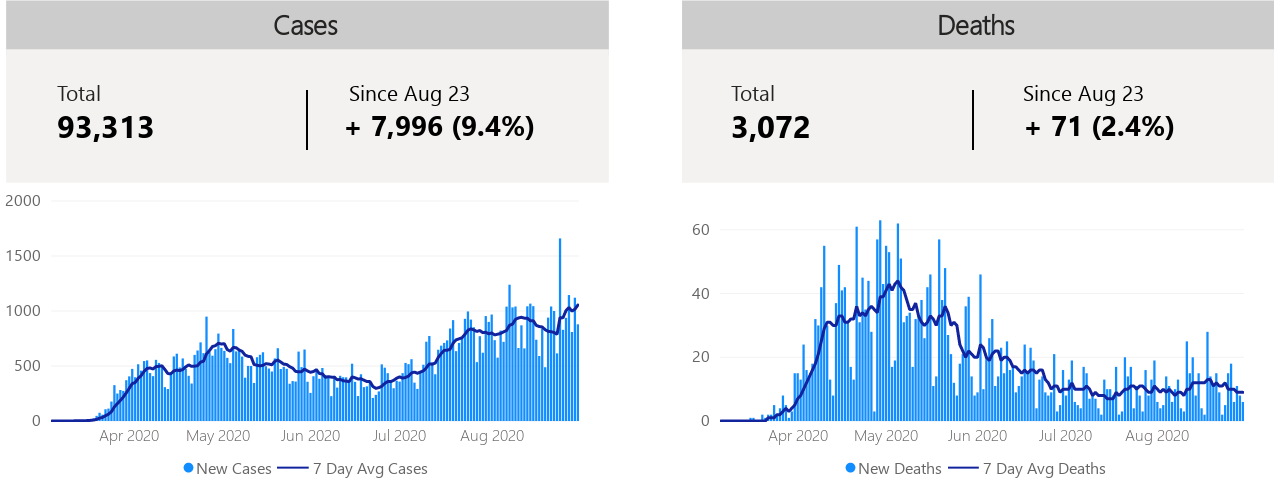 Cases
Total
Since Aug 23
93,313
+ 7,996 (9.4%)
2000
1500
1000
500
0
Apr 2020
May 2020
Jun 2020
Jul 2020
Aug 2020
New Cases
7 Day Avg Cases
Deaths
Total
Since Aug 23
3,072
+ 71 (2.4%)
60
40
20
0
Apr 2020
May 2020
Jun 2020
Jul 2020
Aug 2020
New Deaths
7 Day Avg Deaths